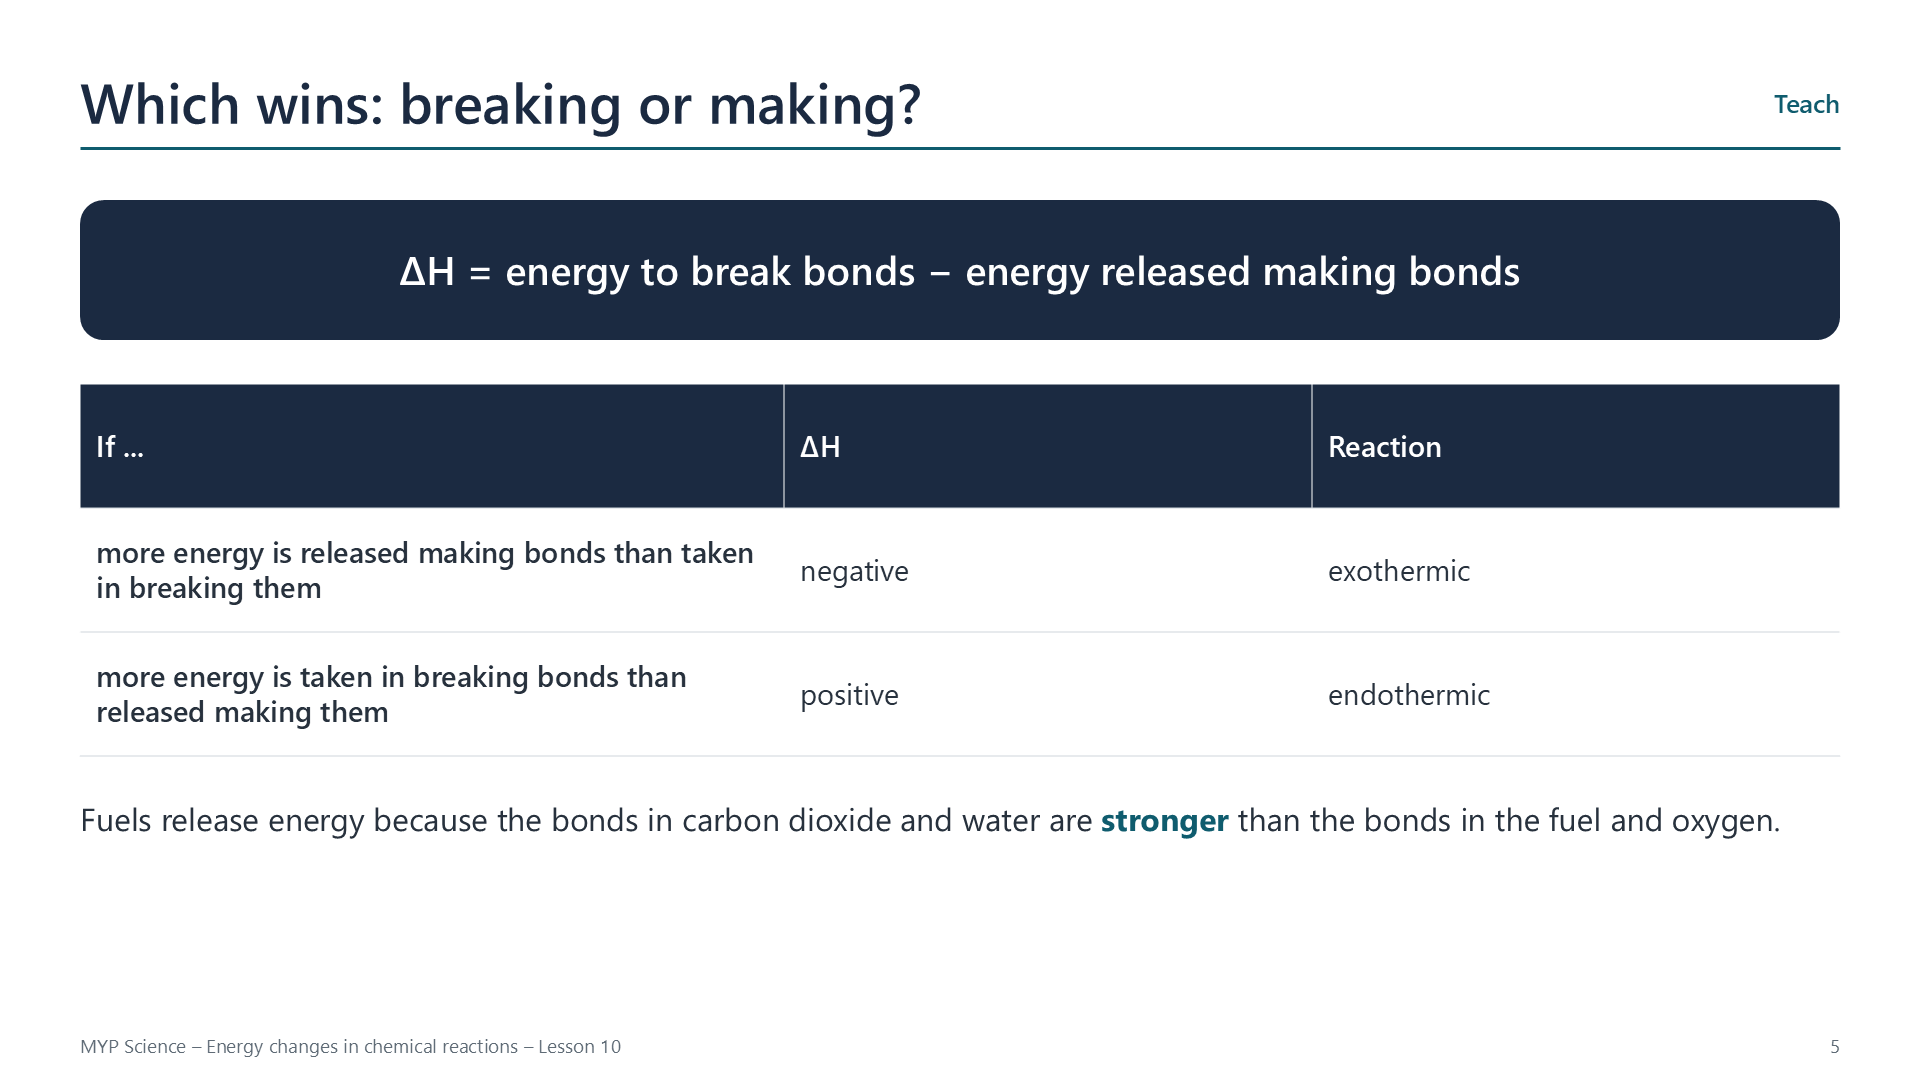 Which wins: breaking or making?
Teach
ΔH = energy to break bonds − energy released making bonds
If ...
ΔH
Reaction
more energy is released making bonds than taken
in breaking them
negative
exothermic
more energy is taken in breaking bonds than
released making them
positive
endothermic
Fuels release energy because the bonds in carbon dioxide and water are stronger than the bonds in the fuel and oxygen.
MYP Science – Energy changes in chemical reactions – Lesson 10
5